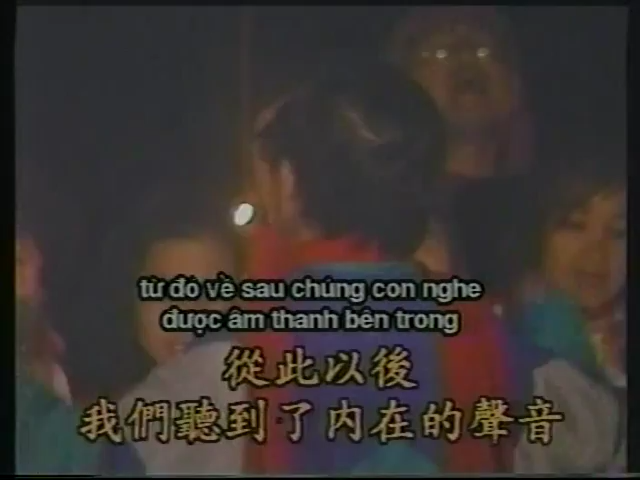 từ đó về sau chúng con nghe
được âm thanh bên trong
從此以後
我們聽到了內在的聲音